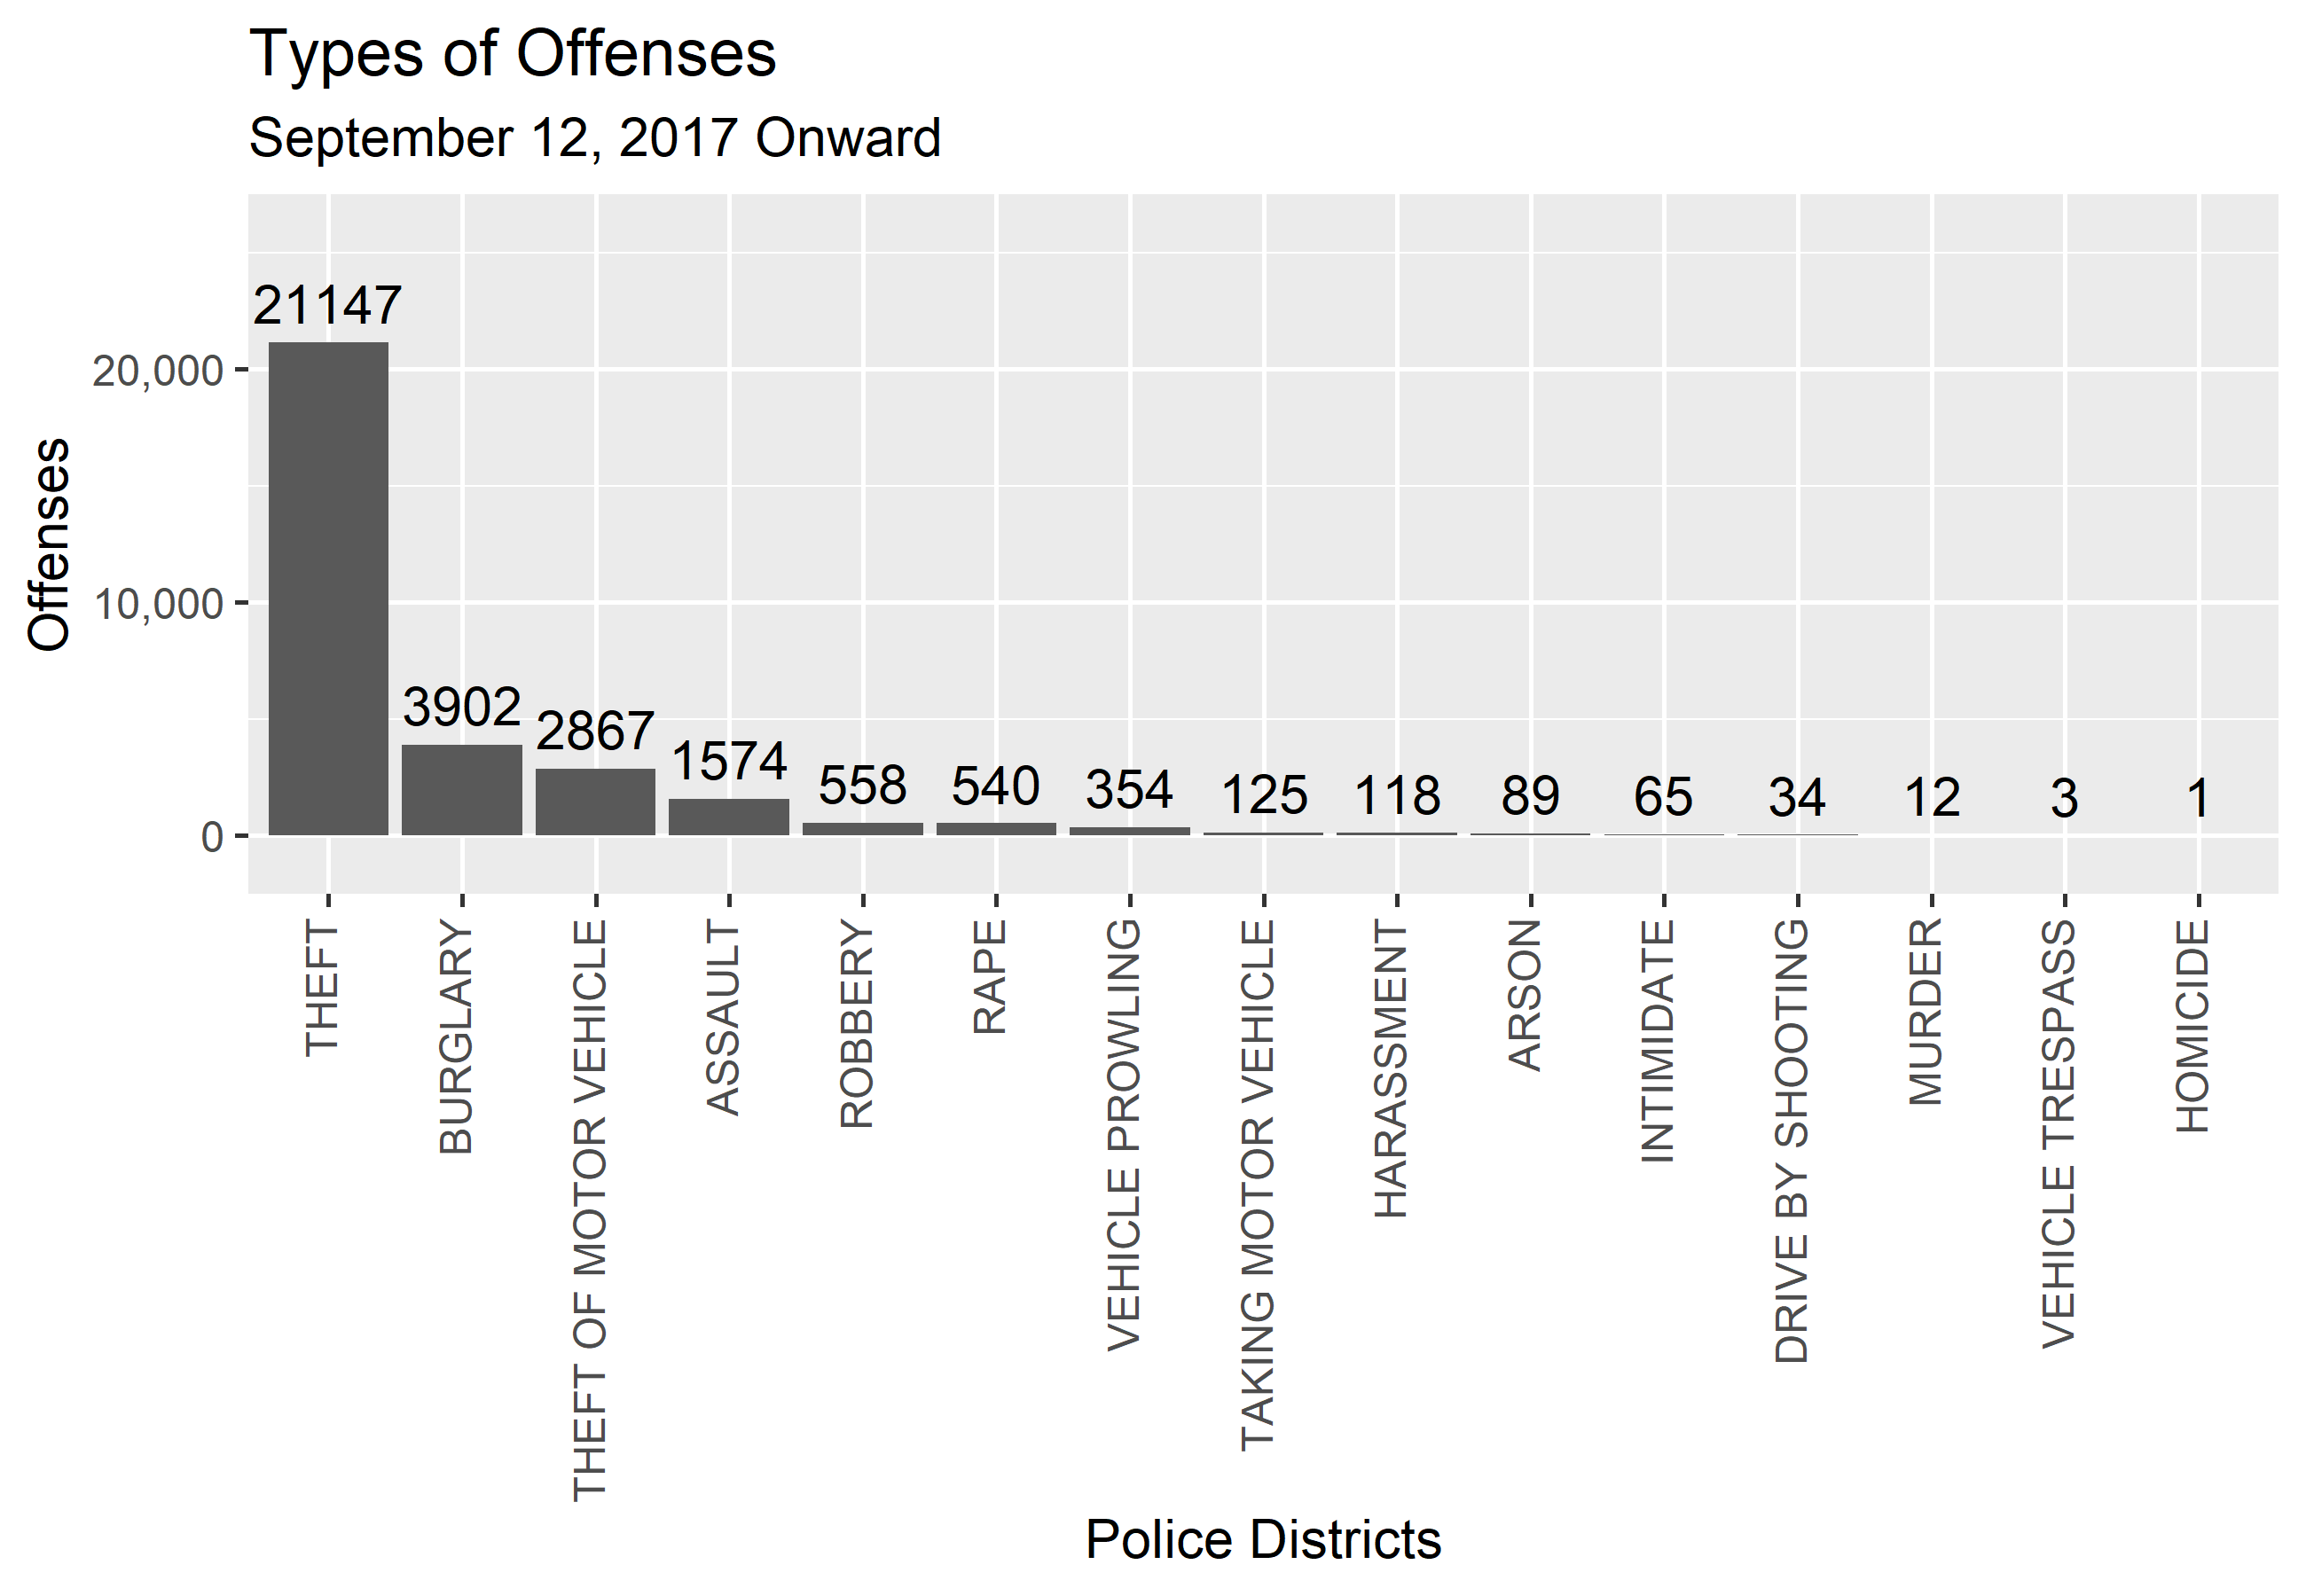 Types of Offenses
September 12, 2017 Onward
Offenses
20,000
10,000
0
21147
3902
2867
1574
558
540
354
125
118
89
65
34
12
3
1
THEFT
BURGLARY
THEFT OF MOTOR VEHICLE
ASSAULT
ROBBERY
RAPE
VEHICLE PROWLING
TAKING MOTOR VEHICLE
HARASSMENT
ARSON
INTIMIDATE
DRIVE BY SHOOTING
MURDER
VEHICLE TRESPASS
HOMICIDE
Police Districts